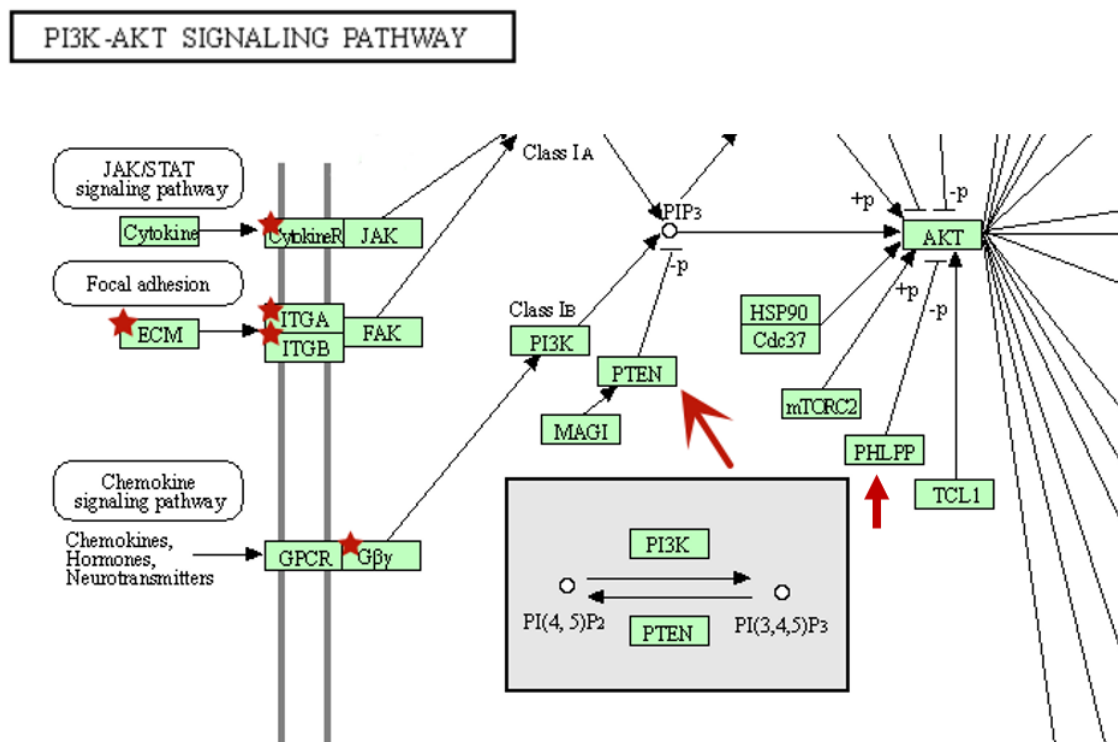 PI3K-AKT SIGNALING PATHWAY
JAK/STAT
signaling pathway
Cytokine
CytokineR
JAK
Focal adhesion
ECM
ITGA
ITGB
FAK
Chemokine
signaling pathway
Chemokines,
Hormones,
Neurotransmitters
GPCR
Gβγ
Class IA
PIP3
-p
Class IB
PI3K
PTEN
MAGI
+p
-p
AKT
HSP90
Cdc37
+p
-p
mTORC2
PHLPP
TCL1
PI3K
PI(4, 5)P2
PI(3,4,5)P3
PTEN